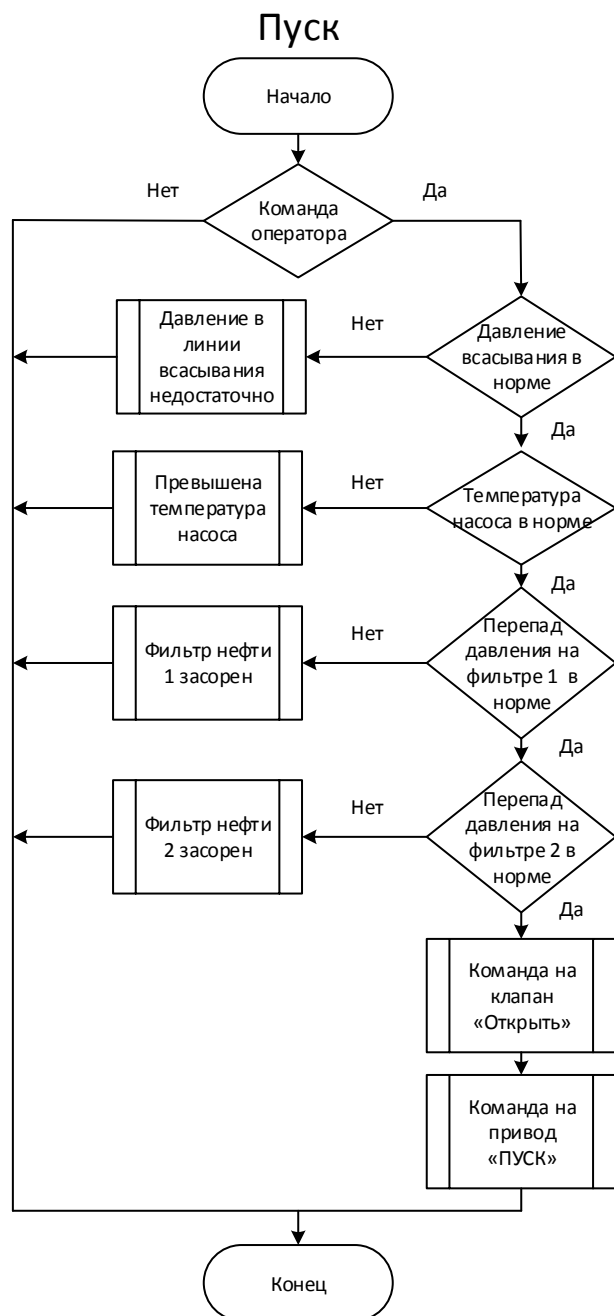 Пуск
Начало
Нет
Да
Команда
оператора
Давление в
линии
всасывания
недостаточно
Нет
Давление
всасывания в
норме
Да
Превышена
температура
насоса
Нет
Температура
насоса в норме
Да
Фильтр нефти
1 засорен
Нет
Перепад
давления на
фильтре 1 в
норме
Да
Фильтр нефти
2 засорен
Нет
Перепад
давления на
фильтре 2 в
норме
Да
Команда на
клапан
«Открыть»
Команда на
привод
«ПУСК»
Конец